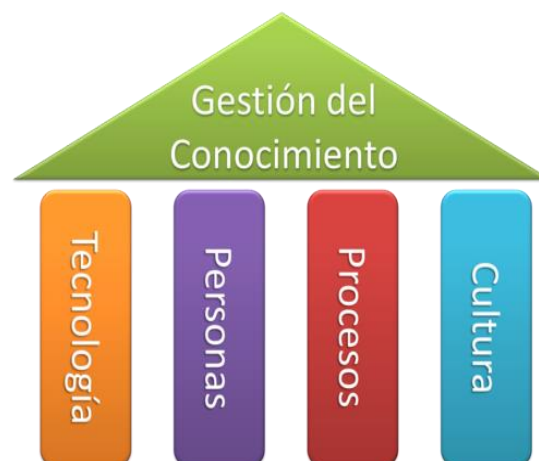 Gestión del
Conocimiento
Tecnología
Personas
Procesos
Cultura